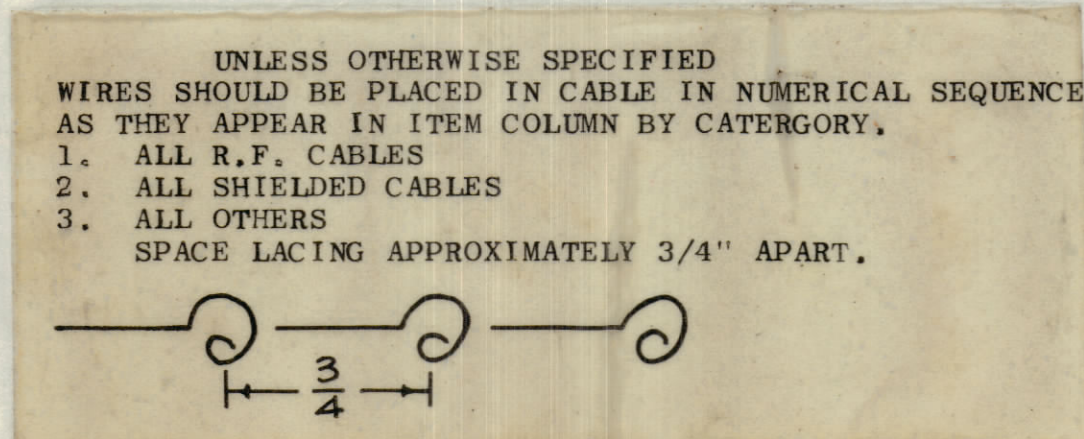 UNLESS OTHERWISE SPECIFIED
WIRES SHOULD BE PLACED IN CABLE IN NUMERICAL SEQUENCE
AS THEY APPEAR IN ITEM COLUMN BY CATERGORY.
1. ALL R.F. CABLES
2. ALL SHIELDED CABLES
3. ALL OTHERS
SPACE LACING APPROXIMATELY 3/4" APART.
3/4